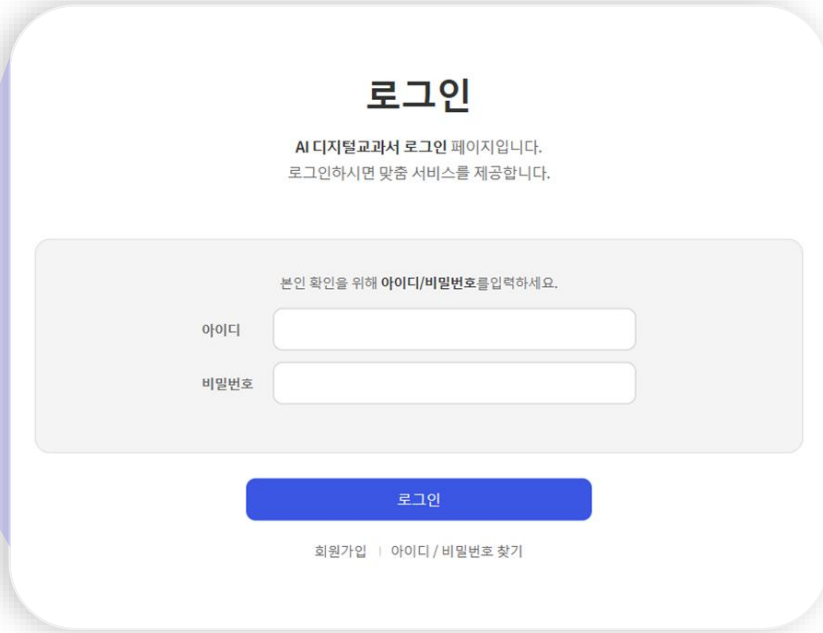 로그인
AI 디지털교과서 로그인 페이지입니다.
로그인하시면 맞춤 서비스를 제공합니다.
본인 확인을 위해 아이디/비밀번호를입력하세요.
아이디
비밀번호
로그인
회원가입 | 아이디 / 비밀번호 찾기